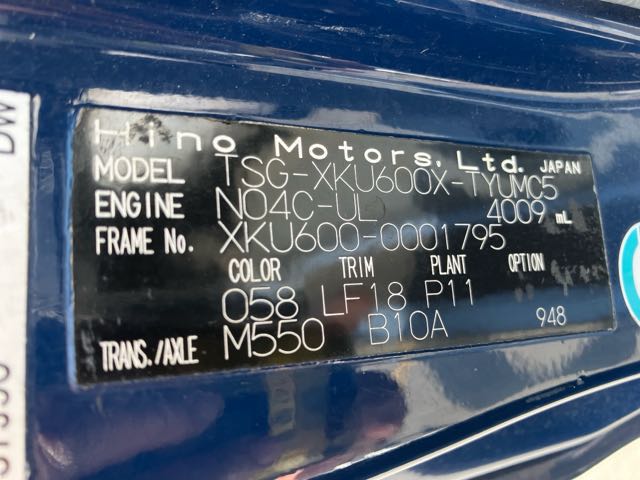 Hino Motors, Ltd. JAPAN
MODEL TSG-XKU600X-TYUMC5
ENGINE N04C-UL 4009 mL
FRAME No. XKU600-0001795
COLOR TRIM PLANT OPTION
058 LF18 P11
TRANS./AXLE M550 B10A 948
DW